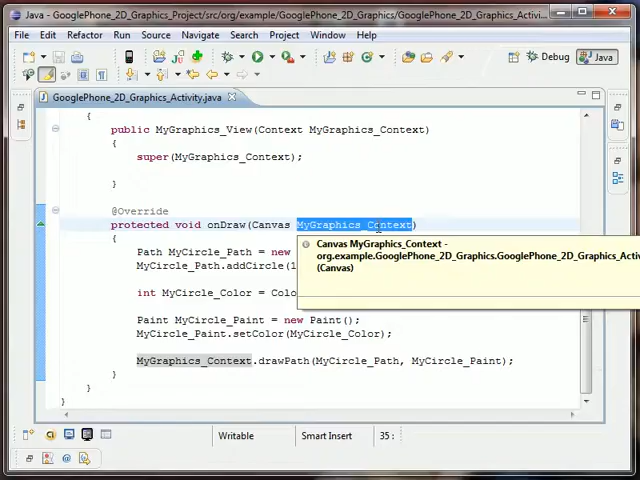 Java - GooglePhone_2D_Graphics_Project/src/org/example/GooglePhone_2D_Graphics/GooglePhone_2D_Graphics_Activi...
File Edit Refactor Run Source Navigate Search Project Window Help
Debug Java
GooglePhone_2D_Graphics_Activity.java
{
public MyGraphics_View(Context MyGraphics_Context)
{
super(MyGraphics_Context);
}
@Override
protected void onDraw(Canvas MyGraphics_Context)
{
Path MyCircle_Path = new
MyCircle_Path.addCircle(1
int MyCircle_Color = Colo
Canvas MyGraphics_Context -
org.example.GooglePhone_2D_Graphics.GooglePhone_2D_Graphics_Activ
(Canvas)
Paint MyCircle_Paint = new Paint();
MyCircle_Paint.setColor(MyCircle_Color);
MyGraphics_Context.drawPath(MyCircle_Path, MyCircle_Paint);
}
}
}
Writable Smart Insert 35 :